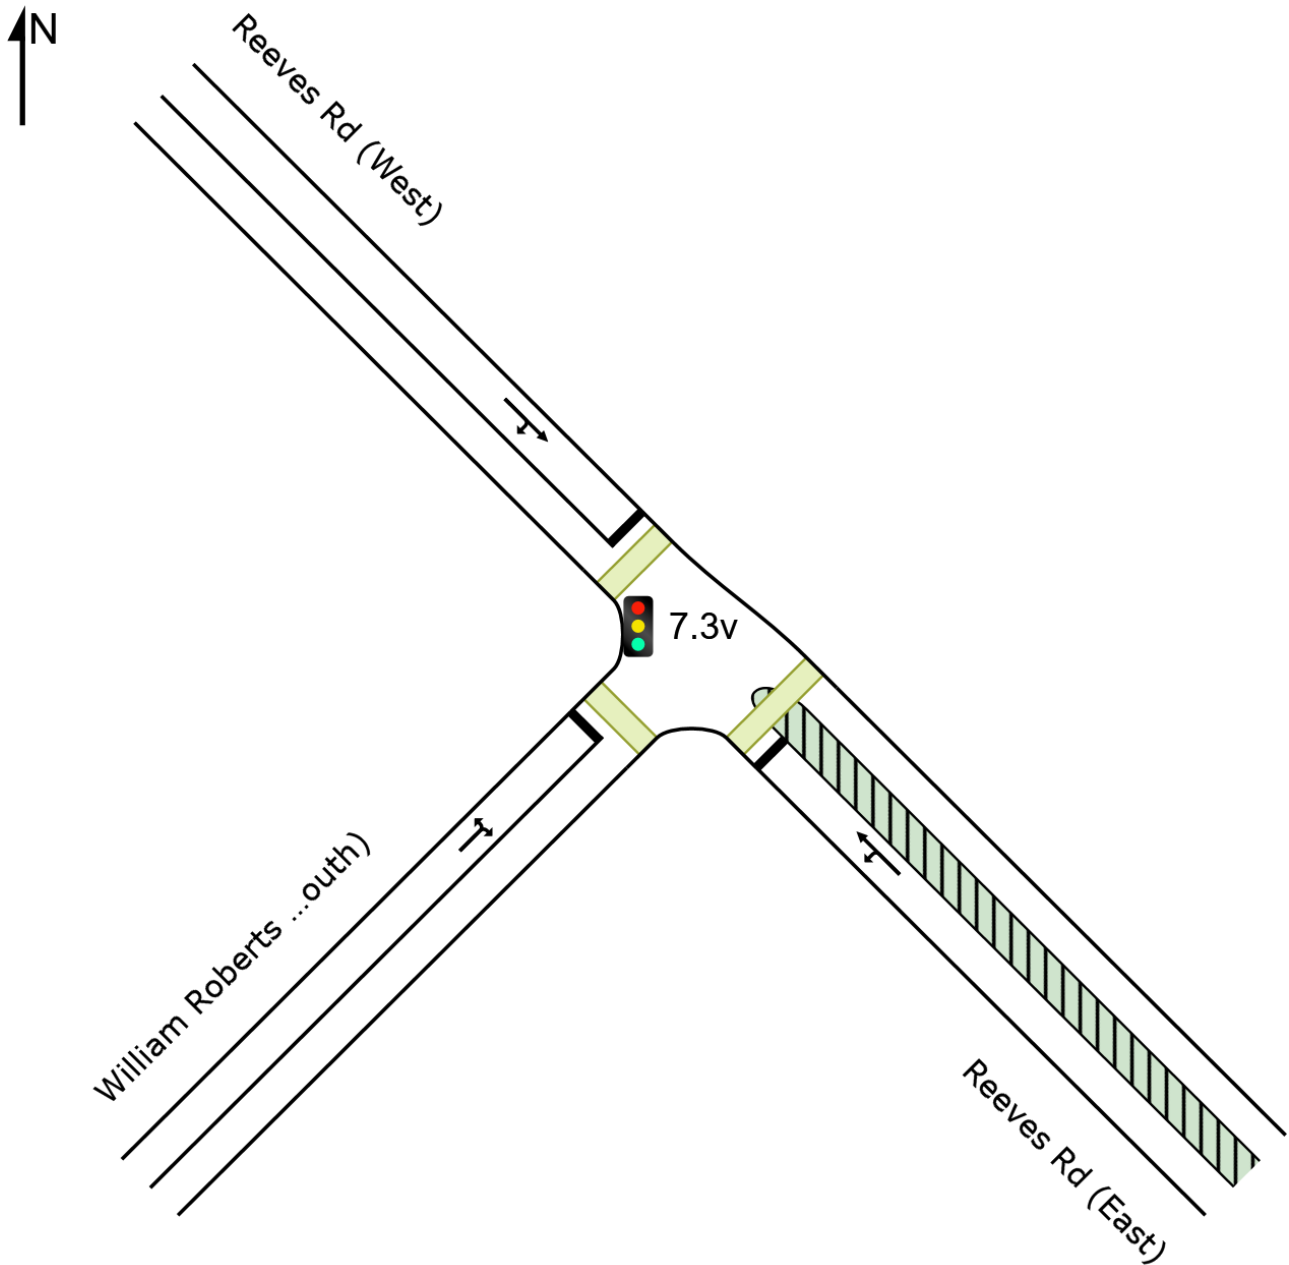 N
Reeves Rd (West)
7.3v
William Roberts ...outh)
Reeves Rd (East)